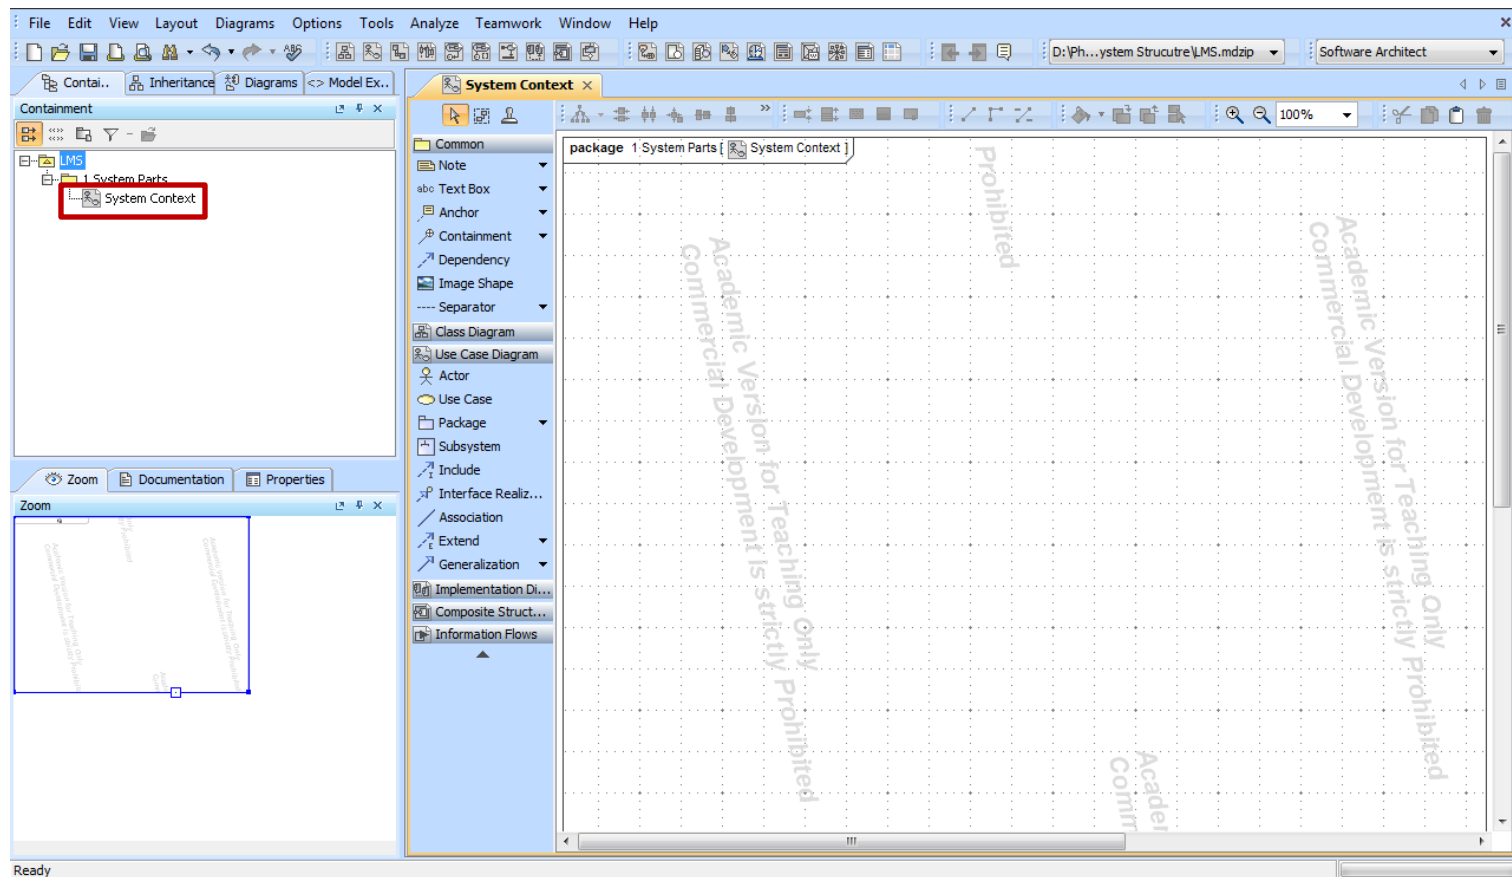 File Edit View Layout Diagrams Options Tools Analyze Teamwork Window Help
D:\Ph...ystem Strucutre\LMS.mdzip Software Architect
Contai.. Inheritance Diagrams <> Model Ex..
System Context
Containment
100%
LMS
1 System Parts
System Context
Common
Note
abc Text Box
Anchor
Containment
Dependency
Image Shape
Separator
Class Diagram
Use Case Diagram
Actor
Use Case
Package
Subsystem
Include
Interface Realiz...
Association
Extend
Generalization
Implementation Di...
Composite Struct...
Information Flows
package 1 System Parts [ System Context ]
Prohibited
Academic Version for Teaching Only
Commercial Development is strictly Prohibited
Academic Version for Teaching Only
Commercial Development is strictly Prohibited
Acader
Comm
Zoom Documentation Properties
Zoom
Ready